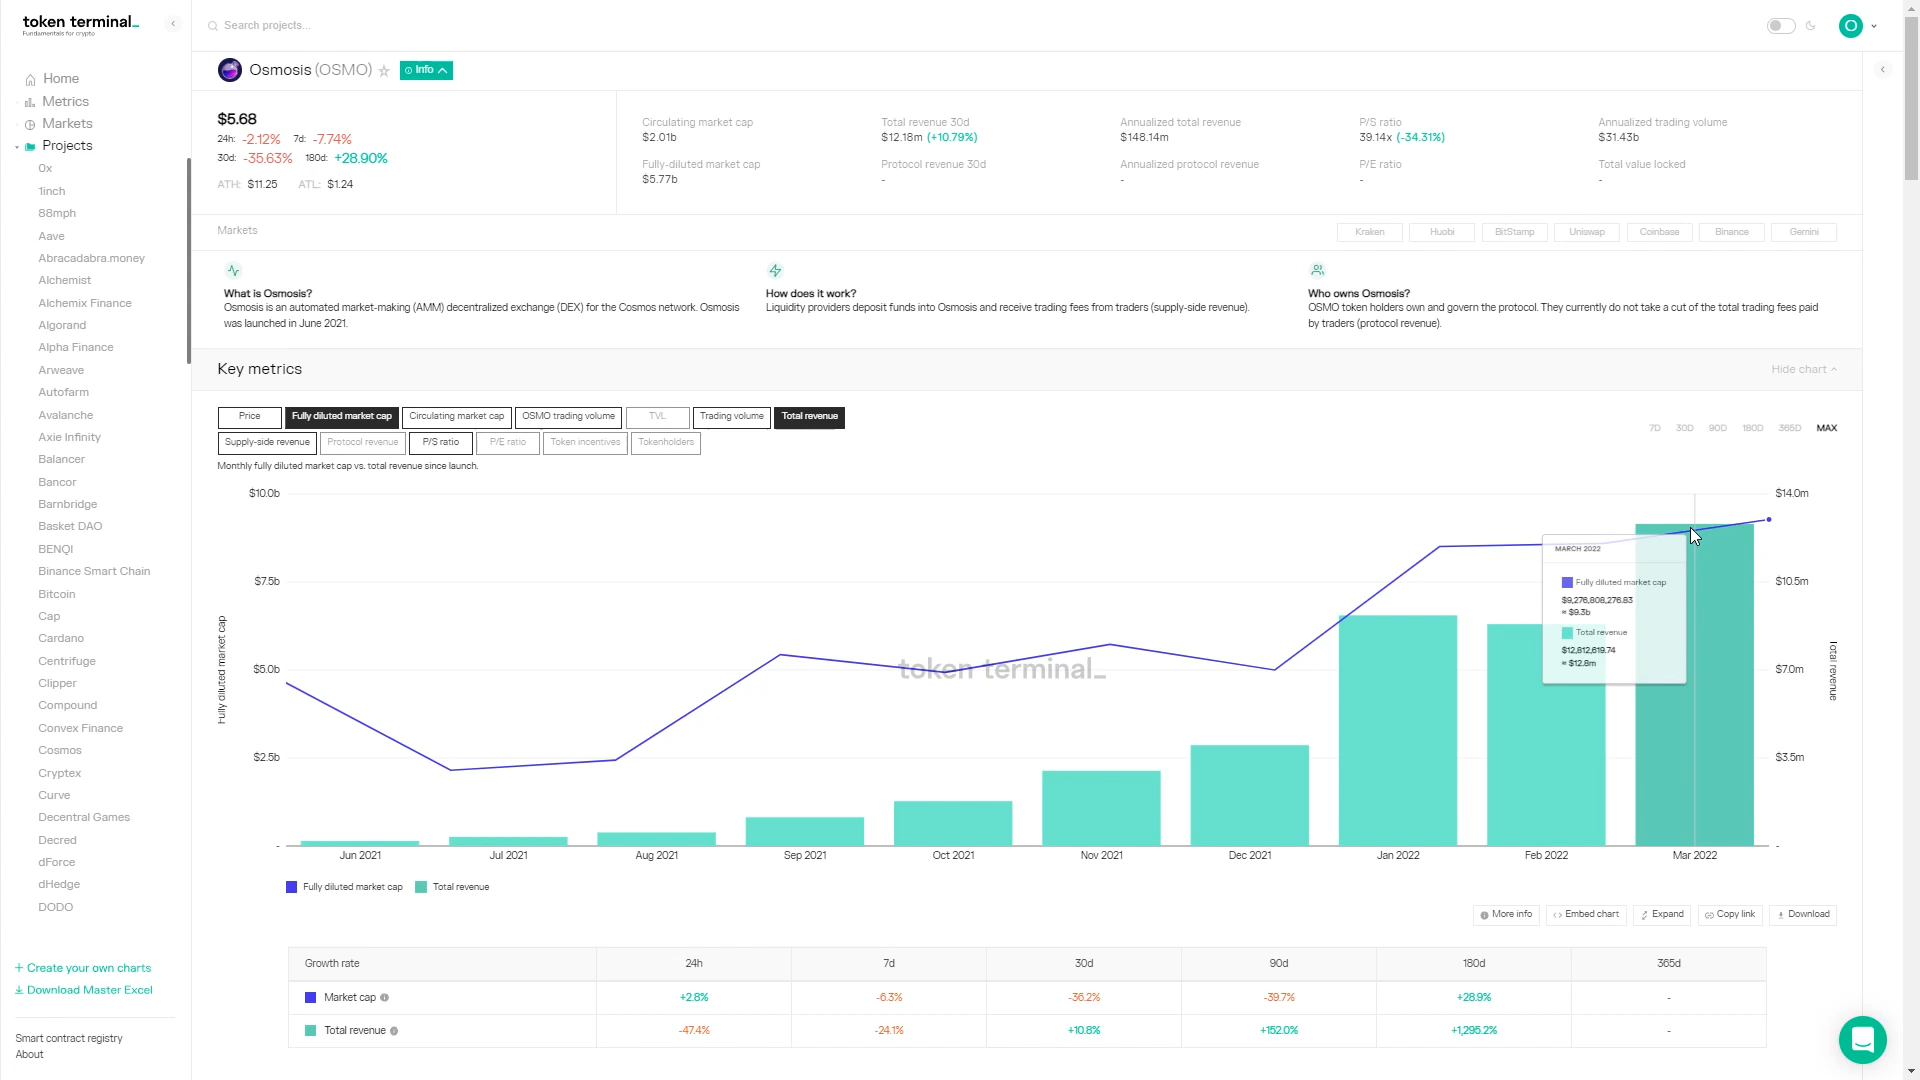 token terminal_
Fundamentals for crypto
Search projects...
Home
Metrics
Markets
Projects
0x
1inch
88mph
Aave
Abracadabra.money
Alchemist
Alchemix Finance
Algorand
Alpha Finance
Arweave
Autofarm
Avalanche
Axie Infinity
Balancer
Bancor
Barnbridge
Basket DAO
BENQI
Binance Smart Chain
Bitcoin
Cap
Cardano
Centrifuge
Clipper
Compound
Convex Finance
Cosmos
Cryptex
Curve
Decentral Games
Decred
dForce
dHedge
DODO
+ Create your own charts
Download Master Excel
Smart contract registry
About
O
Osmosis (OSMO) Info
$5.68
24h: -2.12% 7d: -7.74%
30d: -35.63% 180d: +28.90%
ATH: $11.25 ATL: $1.24
Circulating market cap
$2.01b
Fully-diluted market cap
$5.77b
Total revenue 30d
$12.18m (+10.79%)
Protocol revenue 30d
-
Annualized total revenue
$148.14m
Annualized protocol revenue
-
P/S ratio
39.14x (-34.31%)
P/E ratio
-
Annualized trading volume
$31.43b
Total value locked
-
Markets
Kraken Huobi BitStamp Uniswap Coinbase Binance Gemini
What is Osmosis?
Osmosis is an automated market-making (AMM) decentralized exchange (DEX) for the Cosmos network. Osmosis
was launched in June 2021.
How does it work?
Liquidity providers deposit funds into Osmosis and receive trading fees from traders (supply-side revenue).
Who owns Osmosis?
OSMO token holders own and govern the protocol. They currently do not take a cut of the total trading fees paid
by traders (protocol revenue).
Key metrics
Hide chart
Price Fully diluted market cap Circulating market cap OSMO trading volume TVL Trading volume Total revenue
Supply-side revenue Protocol revenue P/S ratio P/E ratio Token incentives Tokenholders
7D 30D 90D 180D 365D MAX
Monthly fully diluted market cap vs. total revenue since launch.
$10.0b
$7.5b
$5.0b
$2.5b
-
Fully diluted market cap
token terminal_
$14.0m
$10.5m
$7.0m
$3.5m
-
Total revenue
MARCH 2022
Fully diluted market cap
$9,276,808,276.83
≈ $9.3b
Total revenue
$12,812,619.74
≈ $12.8m
Jun 2021 Jul 2021 Aug 2021 Sep 2021 Oct 2021 Nov 2021 Dec 2021 Jan 2022 Feb 2022 Mar 2022
Fully diluted market cap Total revenue
More info Embed chart Expand Copy link Download
Growth rate 24h 7d 30d 90d 180d 365d
Market cap +2.8% -6.3% -36.2% -39.7% +28.9% -
Total revenue -47.4% -24.1% +10.8% +152.0% +1,295.2% -